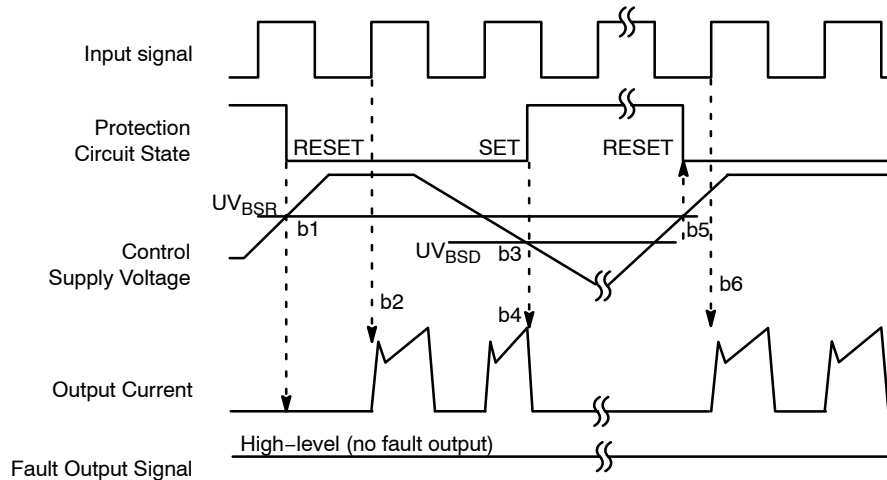 Input signal
Protection
Circuit State
RESET
SET
RESET
UVBSR
b1
UVBSD
b3
b5
Control
Supply Voltage
b2
b4
b6
Output Current
High−level (no fault output)
Fault Output Signal